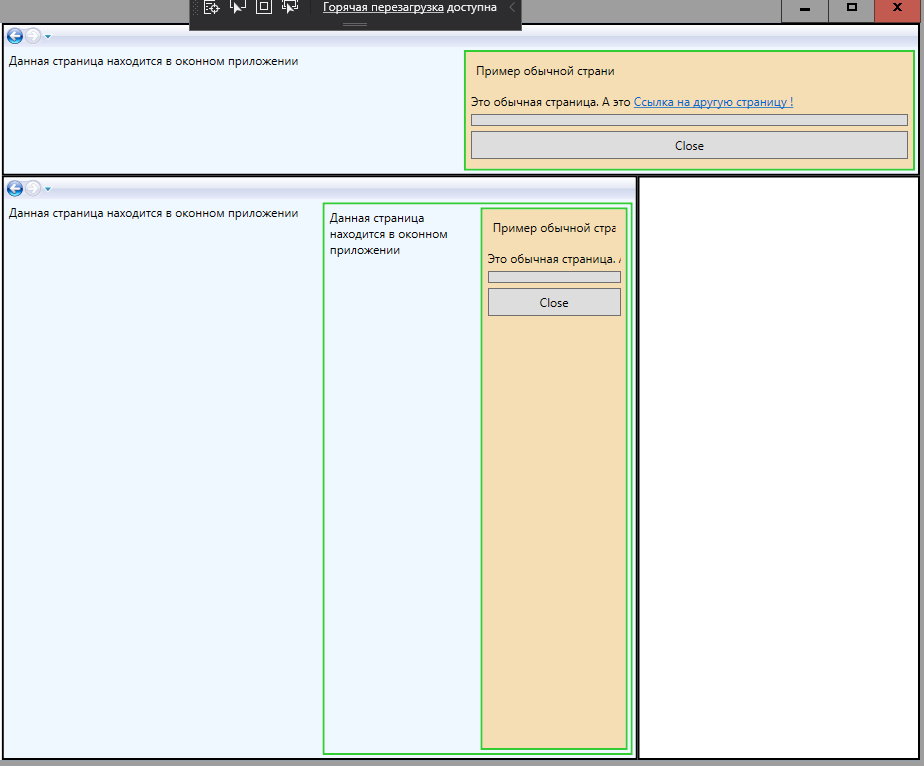 Горячая перезагрузка доступна
Данная страница находится в оконном приложении
Пример обычной страни
Это обычная страница. А это Ссылка на другую страницу !
Close
Данная страница находится в оконном приложении
Данная страница
находится в оконном
приложении
Пример обычной стра
Это обычная страница.
Close